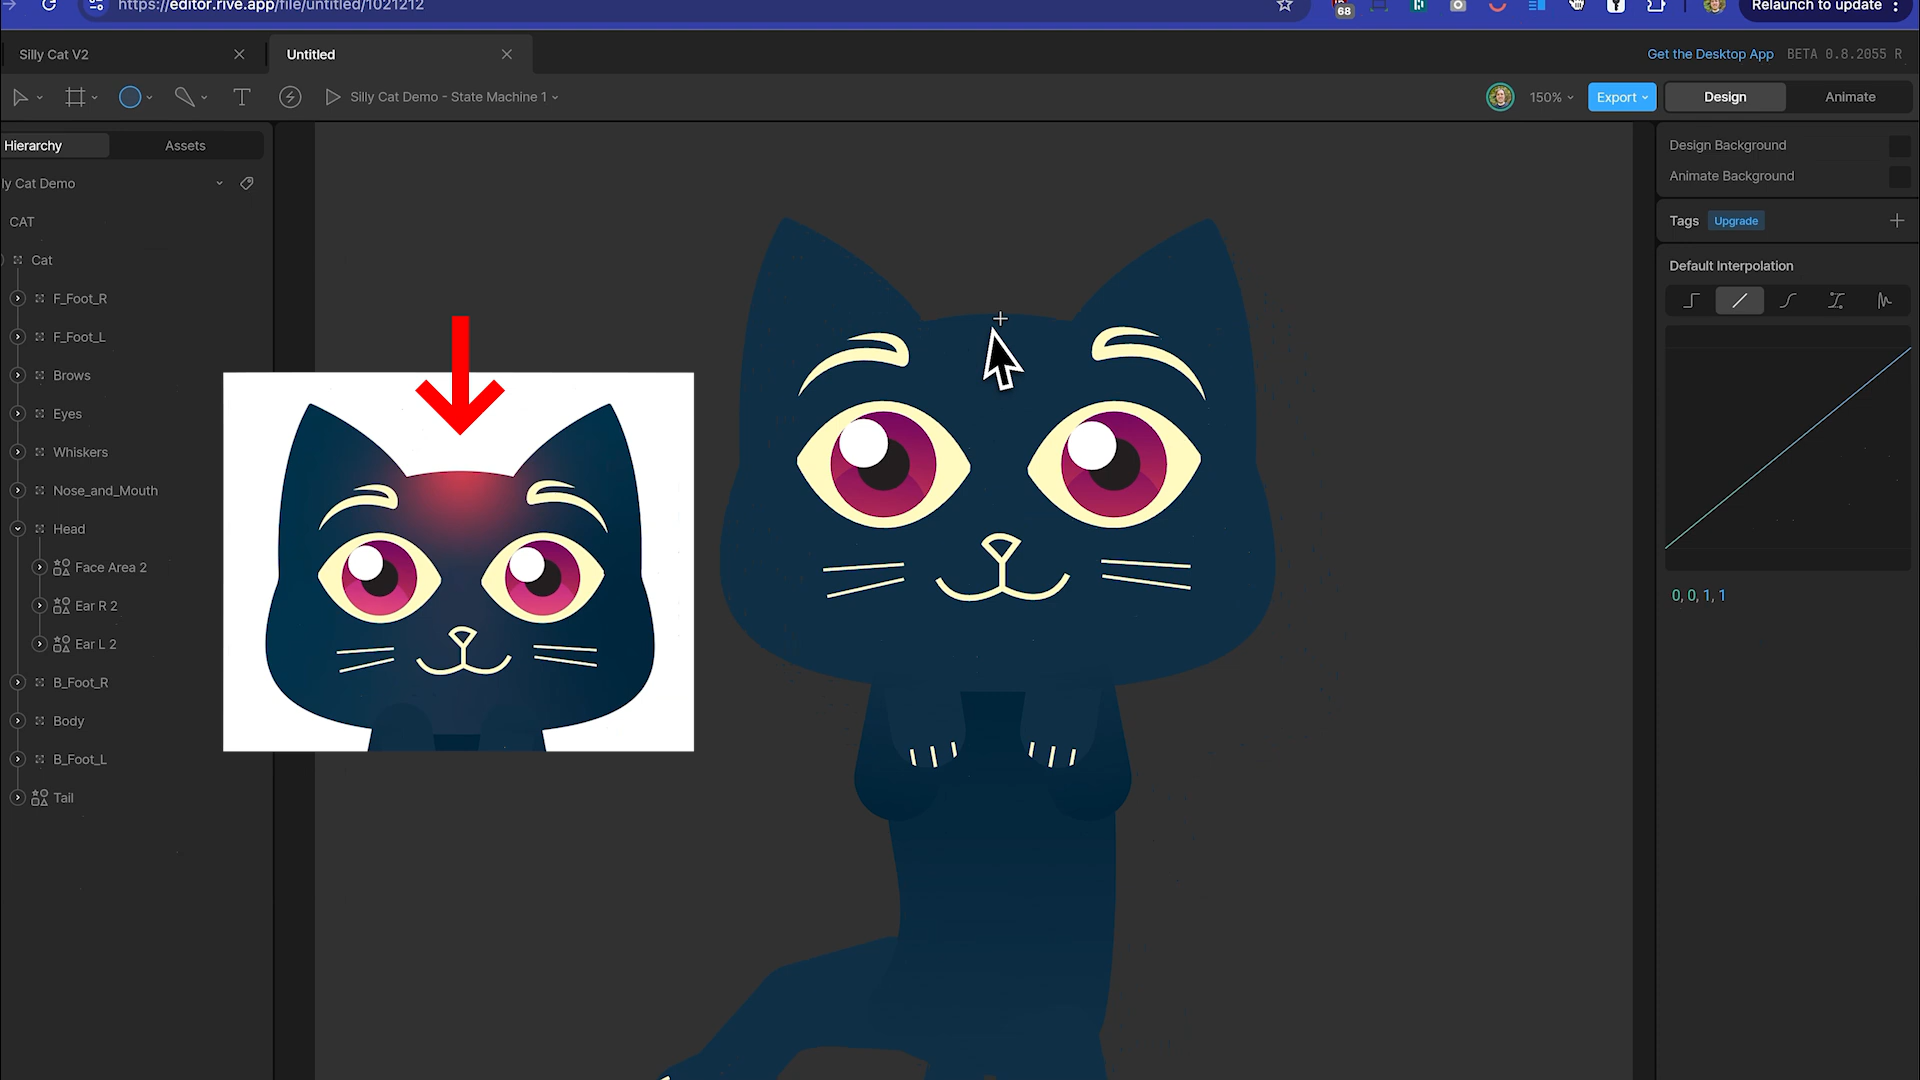 https://editor.rive.app/file/untitled/1021212
68
Relaunch to update
Silly Cat V2
Untitled
Get the Desktop App
BETA 0.8.2055 R
Silly Cat Demo - State Machine 1
150%
Export
Design
Animate
Hierarchy
Assets
ly Cat Demo
CAT
Cat
F_Foot_R
F_Foot_L
Brows
Eyes
Whiskers
Nose_and_Mouth
Head
Face Area 2
Ear R 2
Ear L 2
B_Foot_R
Body
B_Foot_L
Tail
Design Background
Animate Background
Tags
Upgrade
Default Interpolation
0, 0, 1, 1